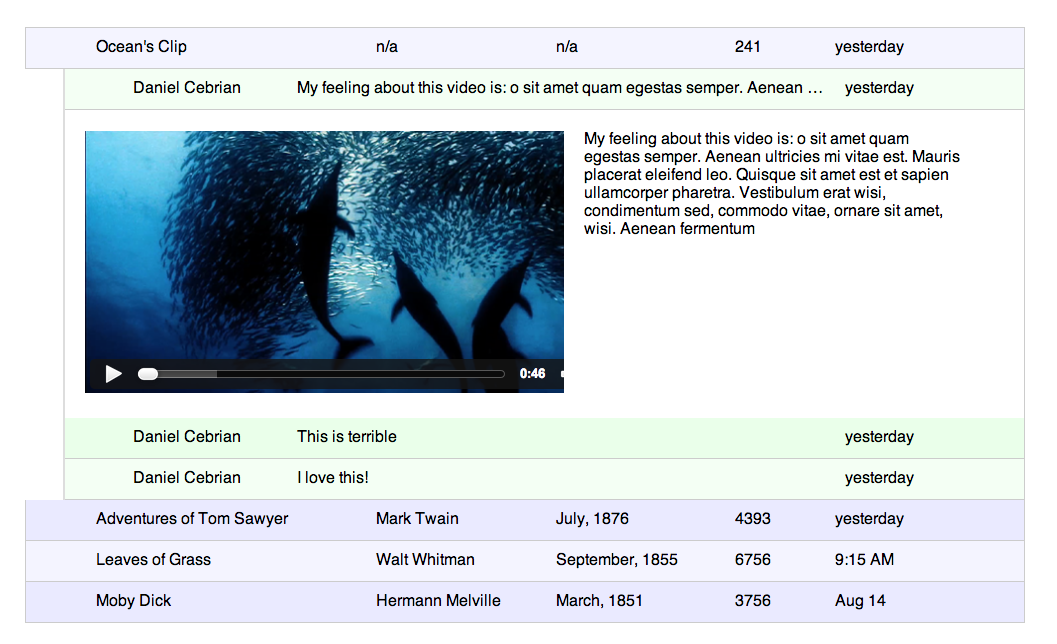 Ocean's Clip n/a n/a 241 yesterday
Daniel Cebrian My feeling about this video is: o sit amet quam egestas semper. Aenean … yesterday
My feeling about this video is: o sit amet quam
egestas semper. Aenean ultricies mi vitae est. Mauris
placerat eleifend leo. Quisque sit amet est et sapien
ullamcorper pharetra. Vestibulum erat wisi,
condimentum sed, commodo vitae, ornare sit amet,
wisi. Aenean fermentum
0:46
Daniel Cebrian This is terrible yesterday
Daniel Cebrian I love this! yesterday
Adventures of Tom Sawyer Mark Twain July, 1876 4393 yesterday
Leaves of Grass Walt Whitman September, 1855 6756 9:15 AM
Moby Dick Hermann Melville March, 1851 3756 Aug 14